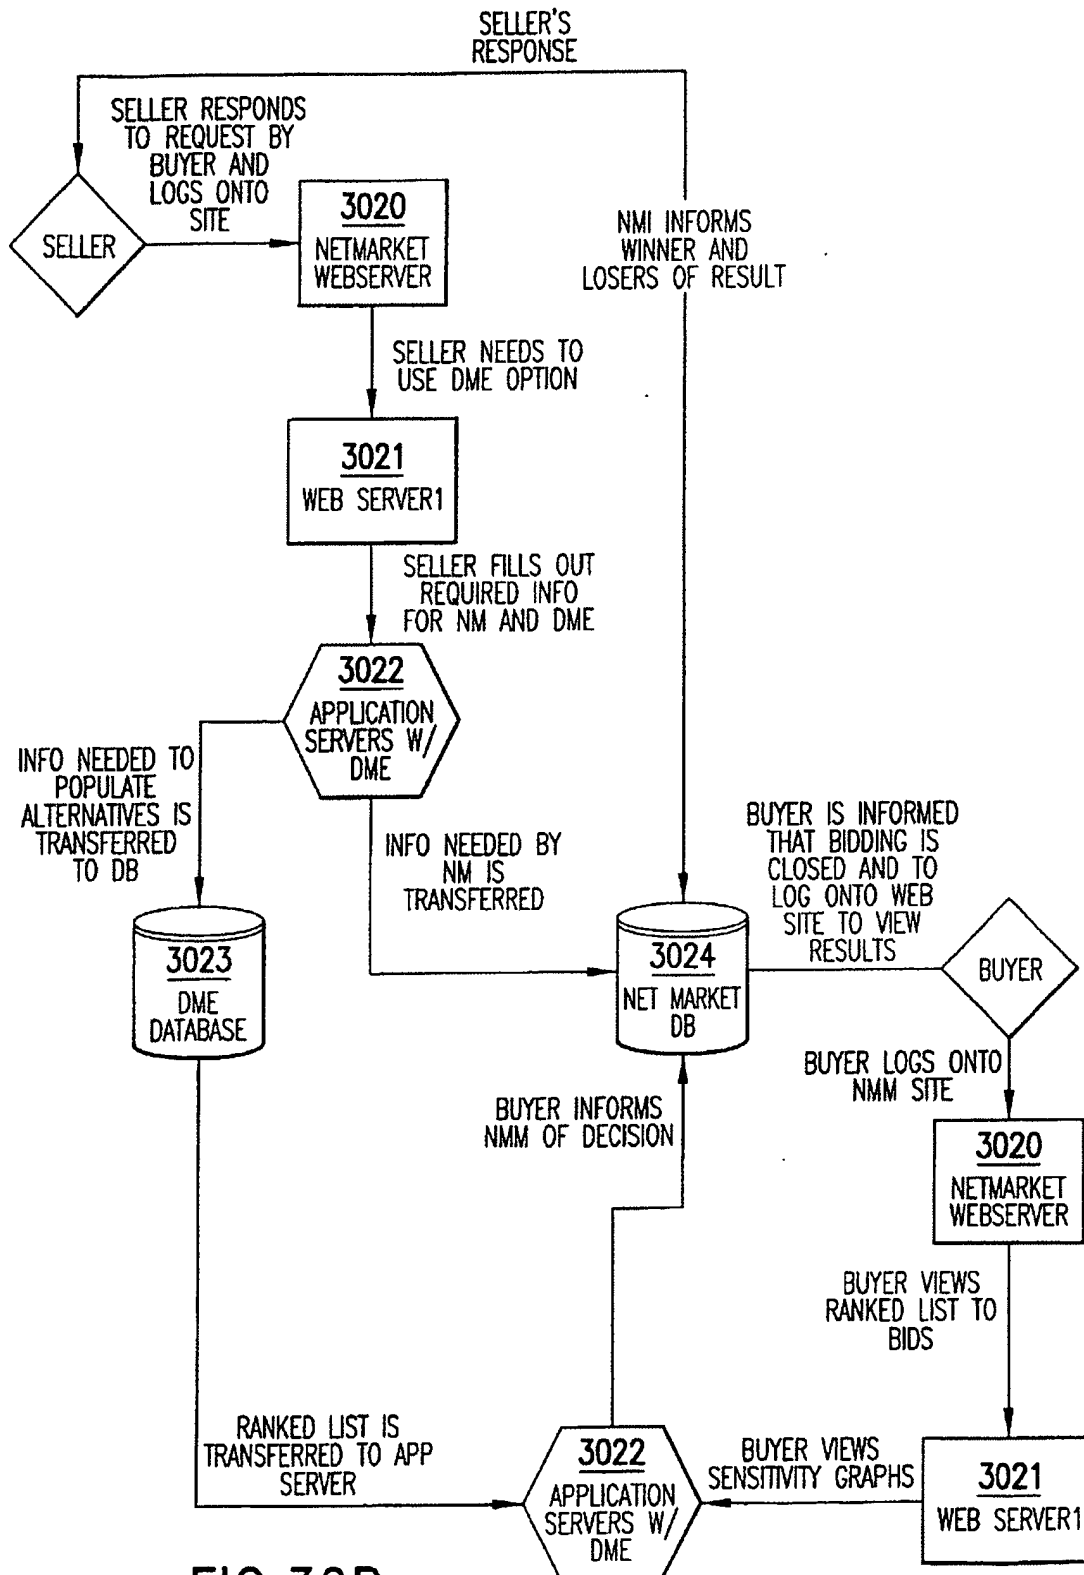 SELLER'S
RESPONSE
SELLER RESPONDS
TO REQUEST BY
BUYER AND
LOGS ONTO
SITE
SELLER
3020
NETMARKET
WEBSERVER
NMI INFORMS
WINNER AND
LOSERS OF RESULT
SELLER NEEDS TO
USE DME OPTION
3021
WEB SERVER1
SELLER FILLS OUT
REQUIRED INFO
FOR NM AND DME
3022
APPLICATION
SERVERS W/
DME
INFO NEEDED TO
POPULATE
ALTERNATIVES IS
TRANSFERRED
TO DB
INFO NEEDED BY
NM IS
TRANSFERRED
BUYER IS INFORMED
THAT BIDDING IS
CLOSED AND TO
LOG ONTO WEB
SITE TO VIEW
RESULTS
3023
DME
DATABASE
3024
NET MARKET
DB
BUYER
BUYER LOGS ONTO
NMM SITE
BUYER INFORMS
NMM OF DECISION
3020
NETMARKET
WEBSERVER
BUYER VIEWS
RANKED LIST TO
BIDS
RANKED LIST IS
TRANSFERRED TO APP
SERVER
3022
APPLICATION
SERVERS W/
DME
BUYER VIEWS
SENSITIVITY GRAPHS
3021
WEB SERVER1